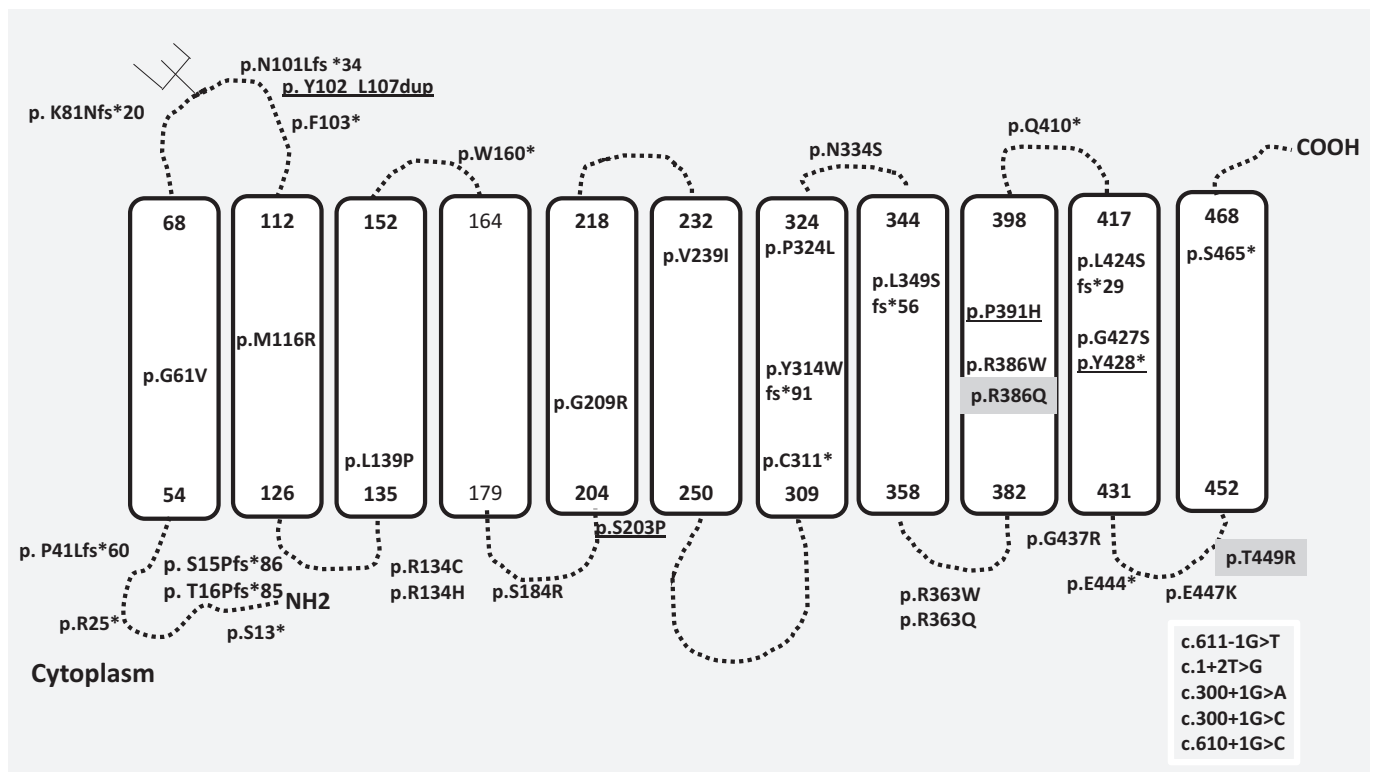 p.N101Lfs *34
p. Y102_L107dup
p. K81Nfs*20
p.F103*
p.W160*
p.N334S
p.Q410*
COOH
68
112
152
164
218
232
324
344
398
417
468
p.V239I
p.P324L
p.L349S
fs*56
p.L424S
fs*29
p.S465*
p.M116R
p.P391H
p.G427S
p.Y428*
p.G61V
p.Y314W
fs*91
p.R386W
p.R386Q
p.G209R
p.L139P
p.C311*
54
126
135
179
204
250
309
358
382
431
452
p.S203P
p. P41Lfs*60
p. S15Pfs*86
p. T16Pfs*85
NH2
p.R25*
p.S13*
p.R134C
p.R134H
p.S184R
p.R363W
p.R363Q
p.G437R
p.E444*
p.T449R
p.E447K
Cytoplasm
c.611-1G>T
c.1+2T>G
c.300+1G>A
c.300+1G>C
c.610+1G>C